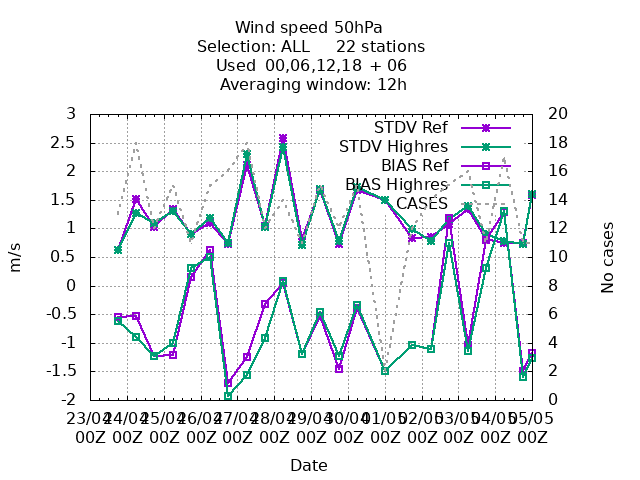 Wind speed 50hPa
Selection: ALL 22 stations
Used 00,06,12,18 + 06
Averaging window: 12h
3 20
2.5 18
2 16
1.5 14
1 12
0.5 10
0 8
-0.5 6
-1 4
-1.5 2
-2 0
STDV Ref
STDV Highres
BIAS Ref
BIAS Highres
CASES
m/s
No cases
23/04 24/04 25/04 26/04 27/04 28/04 29/04 30/04 01/05 02/05 03/05 04/05 05/05
00Z 00Z 00Z 00Z 00Z 00Z 00Z 00Z 00Z 00Z 00Z 00Z 00Z
Date